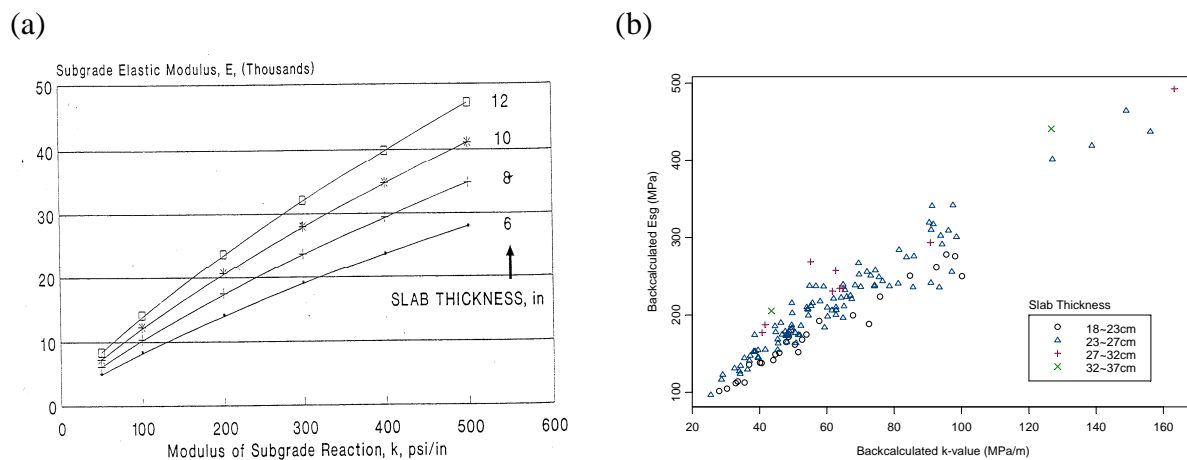 (a)
(b)
Subgrade Elastic Modulus, E, (Thousands)
50
40
30
20
10
0
12
10
8
6
SLAB THICKNESS, in
0 100 200 300 400 500 600
Modulus of Subgrade Reaction, k, psi/in
Backcalculated Esg (MPa)
500
400
300
200
100
Slab Thickness
18~23cm
23~27cm
27~32cm
32~37cm
20 40 60 80 100 120 140 160
Backcalculated k-value (MPa/m)